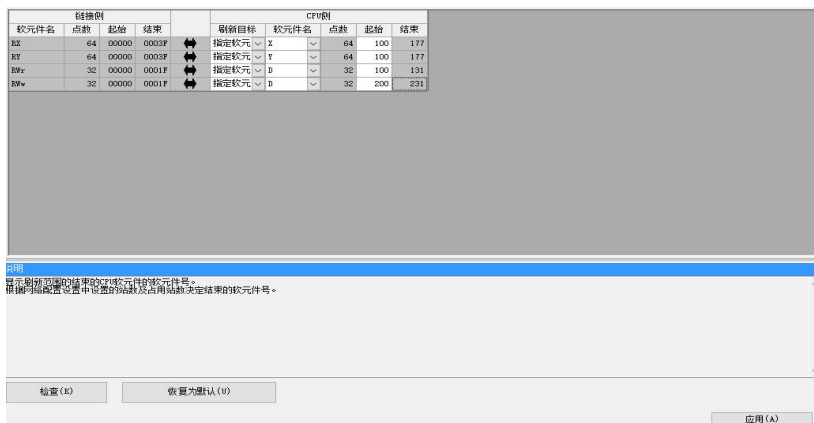 链接侧 CPU侧
软元件名 点数 起始 结束 刷新目标 软元件名 点数 起始 结束
RX 64 00000 0003F 指定软元 X 64 100 177
RY 64 00000 0003F 指定软元 Y 64 100 177
RWr 32 00000 0001F 指定软元 D 32 100 131
RWw 32 00000 0001F 指定软元 D 32 200 231
说明
显示刷新范围的结束的CPU软元件的软元件号。
根据网络配置设置中设置的站数及占用站数决定结束的软元件号。
检查(K) 恢复为默认(U)
应用(A)